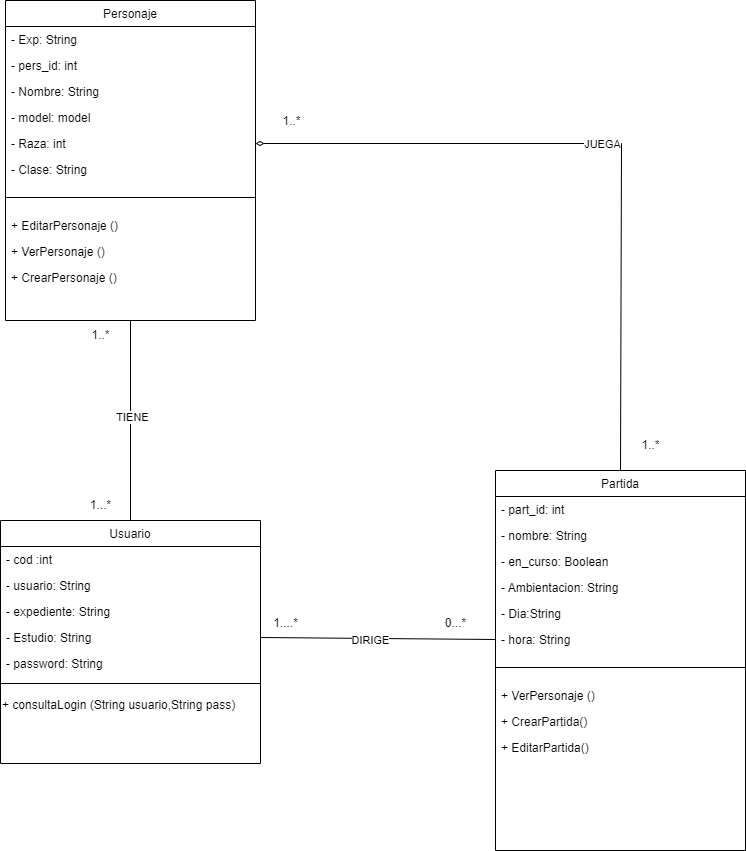 Personaje
- Exp: String
- pers_id: int
- Nombre: String
- model: model
- Raza: int
- Clase: String
+ EditarPersonaje ()
+ VerPersonaje ()
+ CrearPersonaje ()
1..*
JUEGA
1..*
TIENE
1..*
1...*
Usuario
- cod :int
- usuario: String
- expediente: String
- Estudio: String
- password: String
+ consultaLogin (String usuario,String pass)
1....*
0...*
DIRIGE
Partida
- part_id: int
- nombre: String
- en_curso: Boolean
- Ambientacion: String
- Dia:String
- hora: String
+ VerPersonaje ()
+ CrearPartida()
+ EditarPartida()